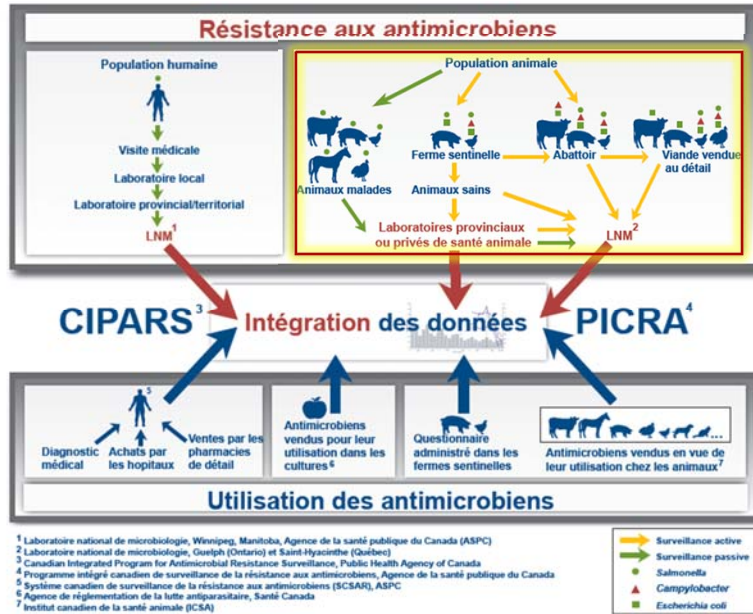 Résistance aux antimicrobiens
Population humaine
Visite médicale
Laboratoire local
Laboratoire provincial/territorial
LNM1
Population animale
Animaux malades
Ferme sentinelle
Abattoir
Viande vendue
au détail
Animaux sains
Laboratoires provinciaux
ou privés de santé animale
LNM2
CIPARS3
Intégration des données
PICRA4
5
Diagnostic
médical
Achats par
les hopitaux
Ventes par les
pharmacies
de détail
Antimicrobiens
vendus pour leur
utilisation dans les
cultures6
Questionnaire
administré dans les
fermes sentinelles
...
Antimicrobiens vendus en vue de
leur utilisation chez les animaux7
Utilisation des antimicrobiens
1 Laboratoire national de microbiologie, Winnipeg, Manitoba, Agence de la santé publique du Canada (ASPC)
2 Laboratoire national de microbiologie, Guelph (Ontario) et Saint-Hyacinthe (Québec)
3 Canadian Integrated Program for Antimicrobial Resistance Surveillance, Public Health Agency of Canada
4 Programme intégré canadien de surveillance de la résistance aux antimicrobiens, Agence de la santé publique du Canada
5 Système canadien de surveillance de la résistance aux antimicrobiens (SCSAR), ASPC
6 Agence de réglementation de la lutte antiparasitaire, Santé Canada
7 Institut canadien de la santé animale (ICSA)
Surveillance active
Surveillance passive
Salmonella
Campylobacter
Escherichia coli